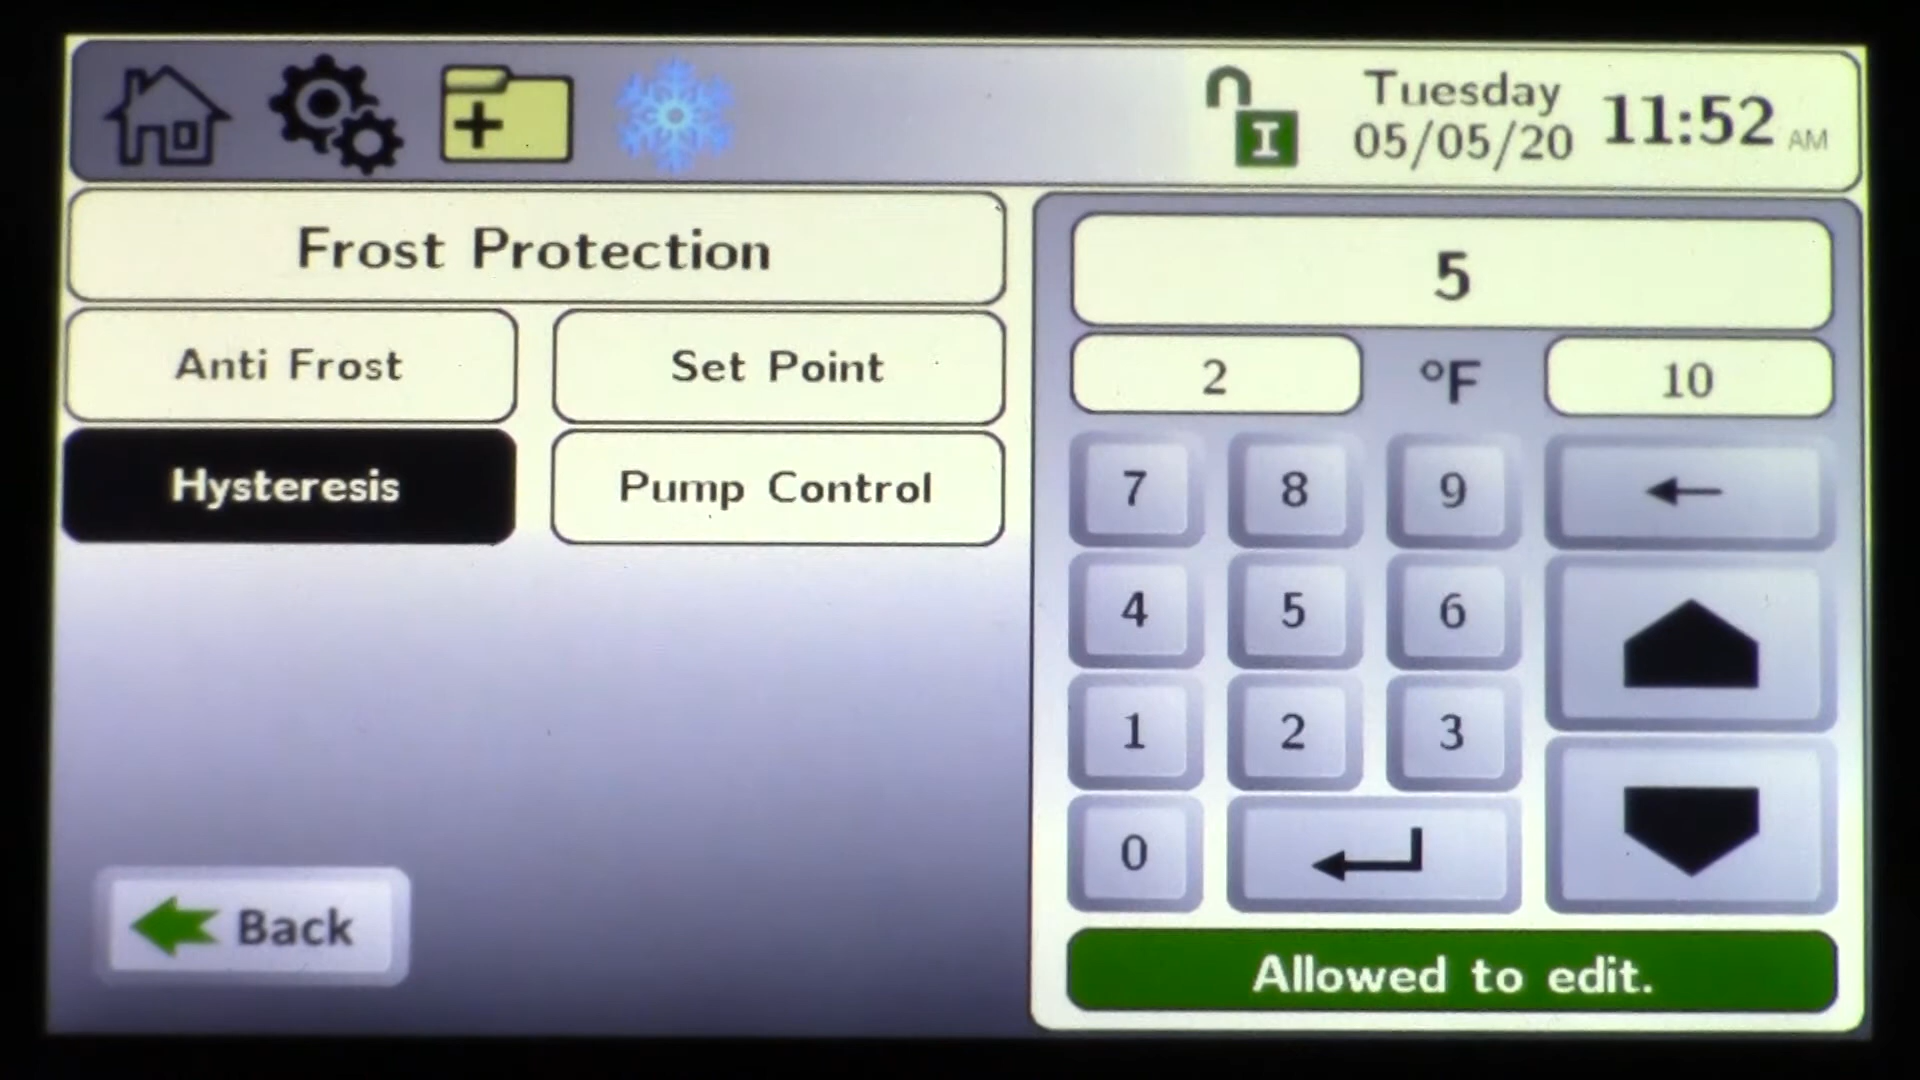 I
Tuesday
05/05/20
11:52 AM
Frost Protection
Anti Frost
Set Point
Hysteresis
Pump Control
Back
5
2 °F 10
7 8 9
4 5 6
1 2 3
0
Allowed to edit.